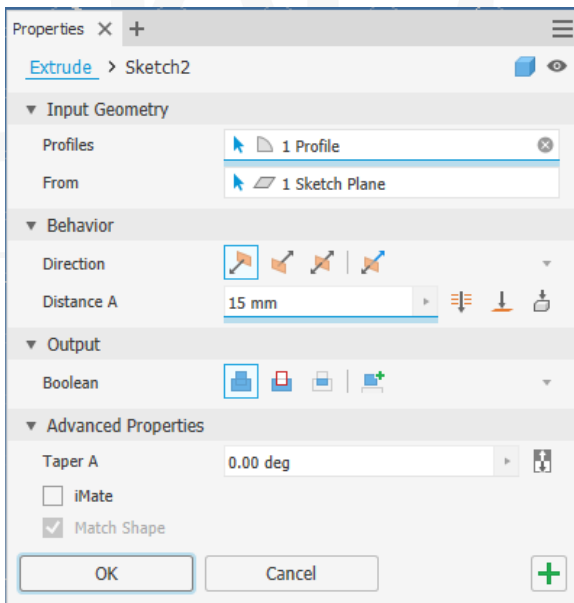 Properties
Extrude > Sketch2
Input Geometry
Profiles 1 Profile
From 1 Sketch Plane
Behavior
Direction
Distance A 15 mm
Output
Boolean
Advanced Properties
Taper A 0.00 deg
iMate
Match Shape
OK Cancel